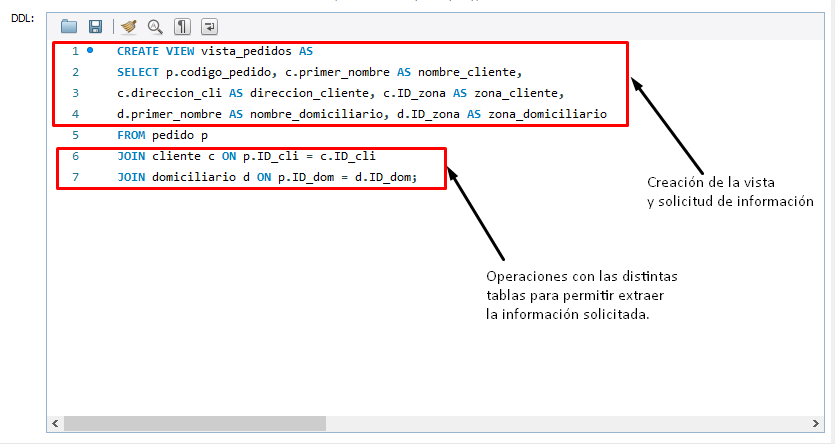 DDL:
1 CREATE VIEW vista_pedidos AS
2 SELECT p.codigo_pedido, c.primer_nombre AS nombre_cliente,
3 c.direccion_cli AS direccion_cliente, c.ID_zona AS zona_cliente,
4 d.primer_nombre AS nombre_domiciliario, d.ID_zona AS zona_domiciliario
5 FROM pedido p
6 JOIN cliente c ON p.ID_cli = c.ID_cli
7 JOIN domiciliario d ON p.ID_dom = d.ID_dom;
Creación de la vista
y solicitud de información
Operaciones con las distintas
tablas para permitir extraer
la información solicitada.